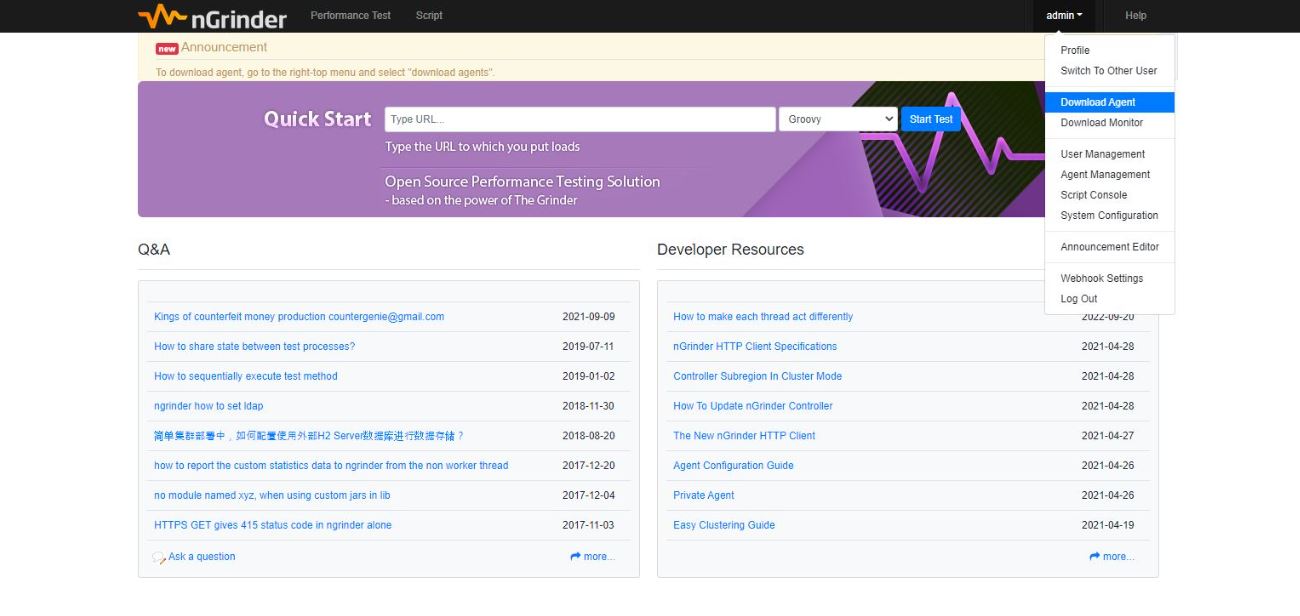 nGrinder Performance Test Script admin Help
new Announcement
To download agent, go to the right-top menu and select "download agents".
Profile
Switch To Other User
Download Agent
Download Monitor
User Management
Agent Management
Script Console
System Configuration
Announcement Editor
Webhook Settings
Log Out
Quick Start Type URL... Groovy Start Test
Type the URL to which you put loads
Open Source Performance Testing Solution
- based on the power of The Grinder
Q&A
Kings of counterfeit money production countergenie@gmail.com 2021-09-09
How to share state between test processes? 2019-07-11
How to sequentially execute test method 2019-01-02
ngrinder how to set ldap 2018-11-30
简单集群部署中，如何配置使用外部H2 Server数据库进行数据存储？ 2018-08-20
how to report the custom statistics data to ngrinder from the non worker thread 2017-12-20
no module named xyz, when using custom jars in lib 2017-12-04
HTTPS GET gives 415 status code in ngrinder alone 2017-11-03
Ask a question more...
Developer Resources
How to make each thread act differently 2022-09-20
nGrinder HTTP Client Specifications 2021-04-28
Controller Subregion In Cluster Mode 2021-04-28
How To Update nGrinder Controller 2021-04-28
The New nGrinder HTTP Client 2021-04-27
Agent Configuration Guide 2021-04-26
Private Agent 2021-04-26
Easy Clustering Guide 2021-04-19
more...